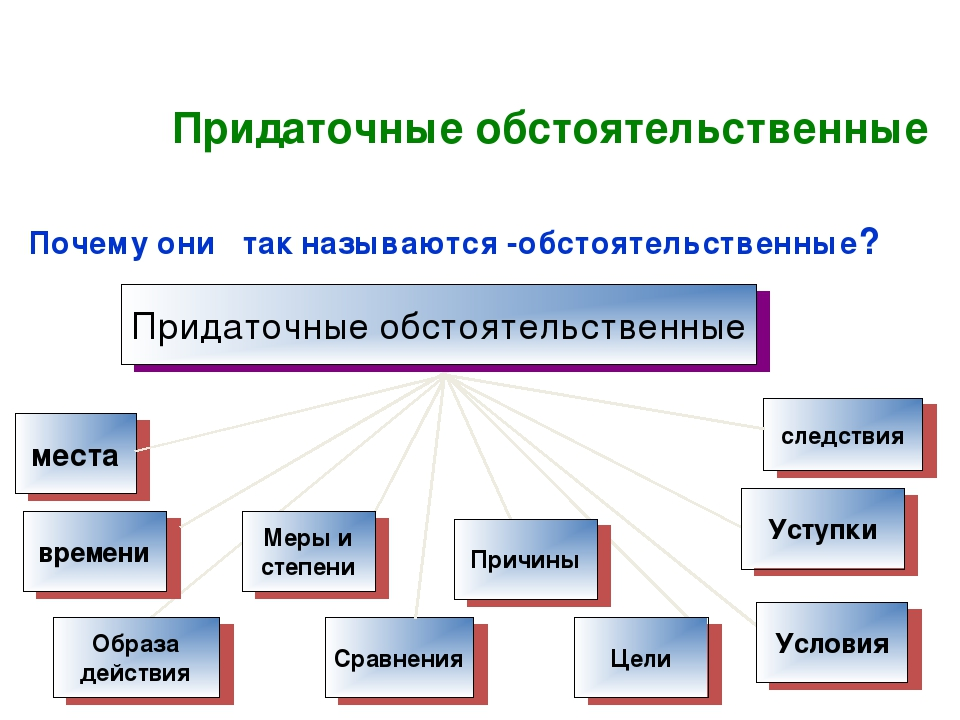 Придаточные обстоятельственные
Почему они так называются -обстоятельственные?
Придаточные обстоятельственные
места
следствия
времени
Меры и
степени
Причины
Уступки
Образа
действия
Сравнения
Цели
Условия